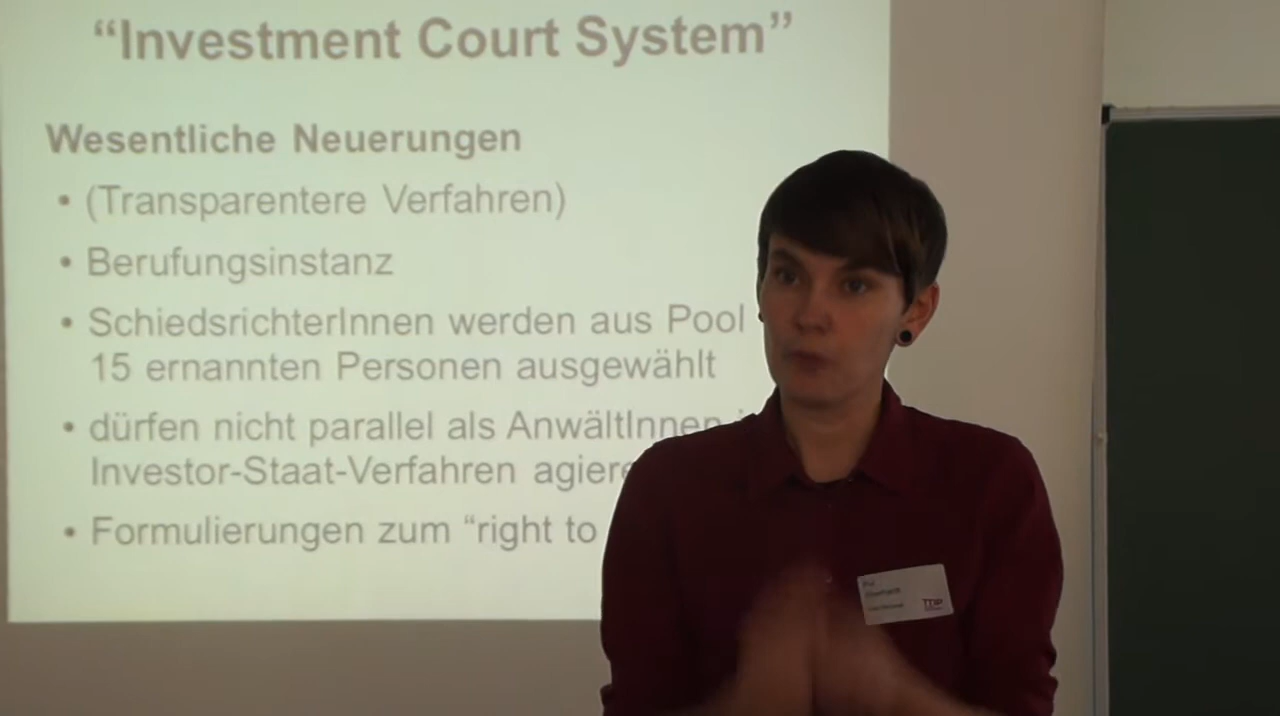 “Investment Court System”
Wesentliche Neuerungen
• (Transparentere Verfahren)
• Berufungsinstanz
• SchiedsrichterInnen werden aus Pool
15 ernannten Personen ausgewählt
• dürfen nicht parallel als AnwältInnen
Investor-Staat-Verfahren
• Formulierungen zum “right to
TTIP